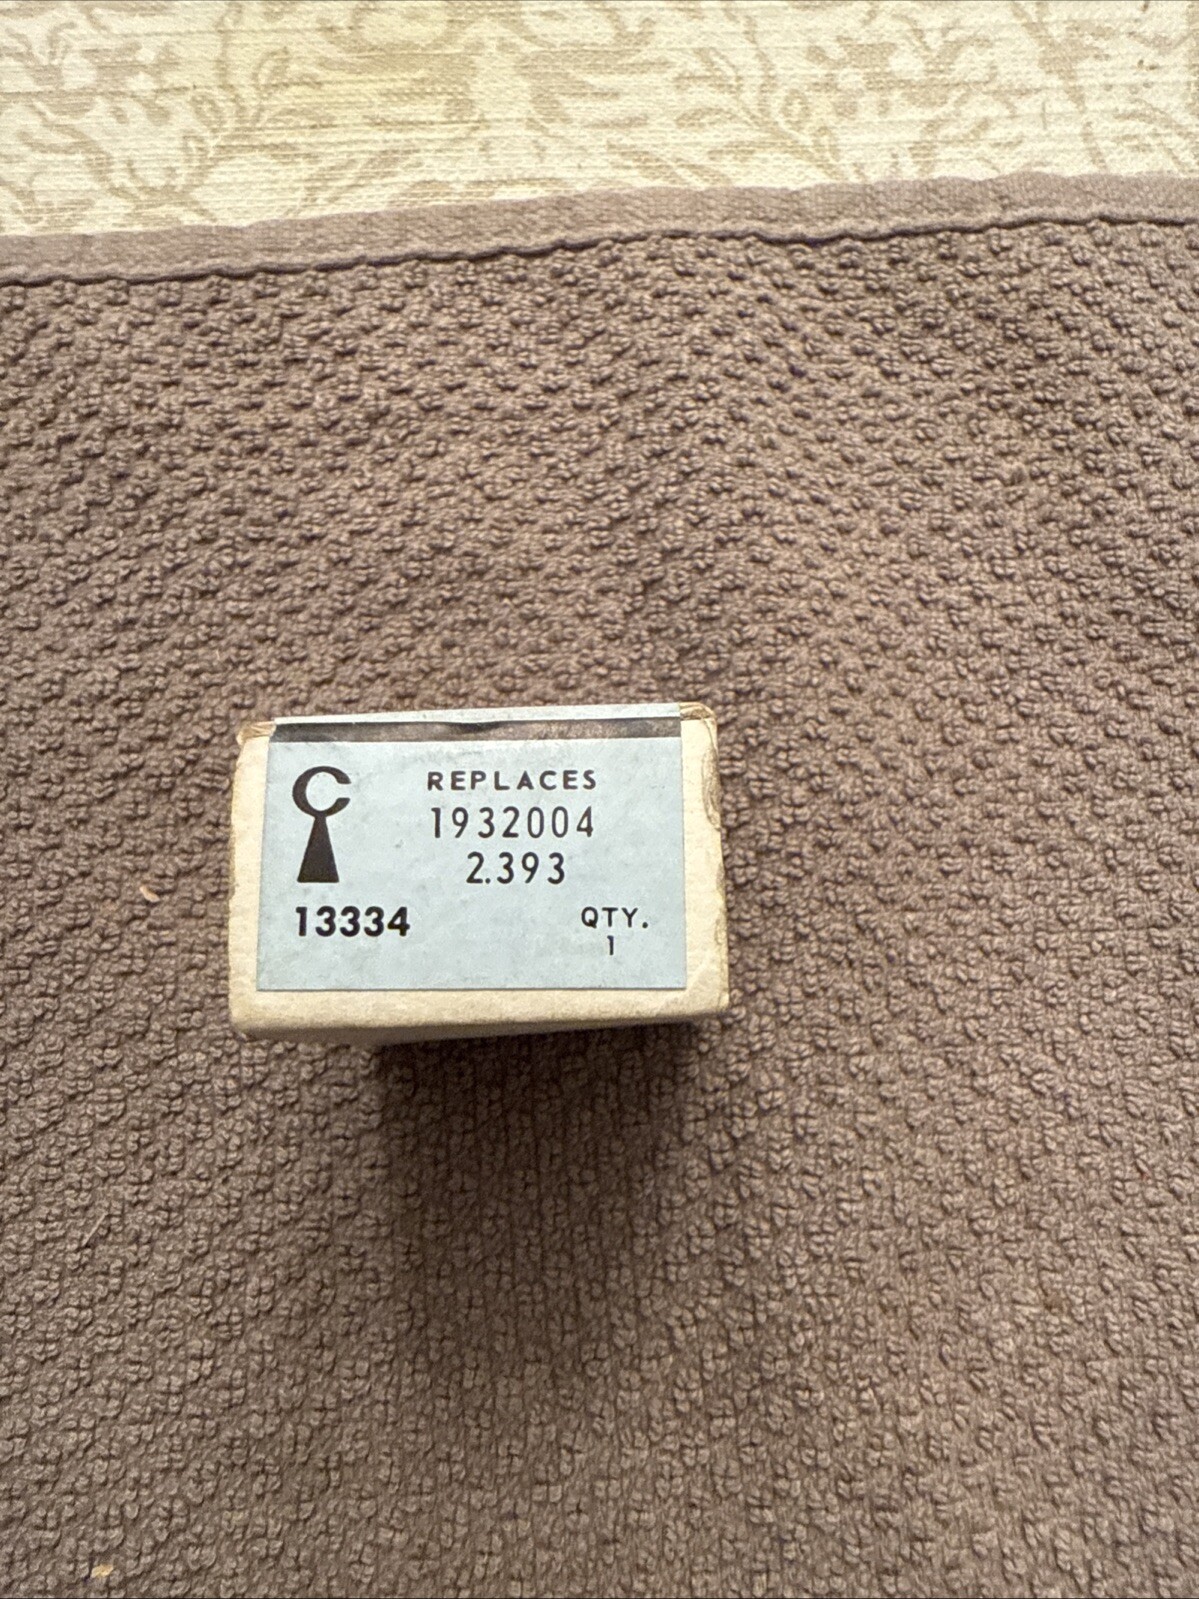 REPLACES
1932004
2.393
13334
QTY.
1